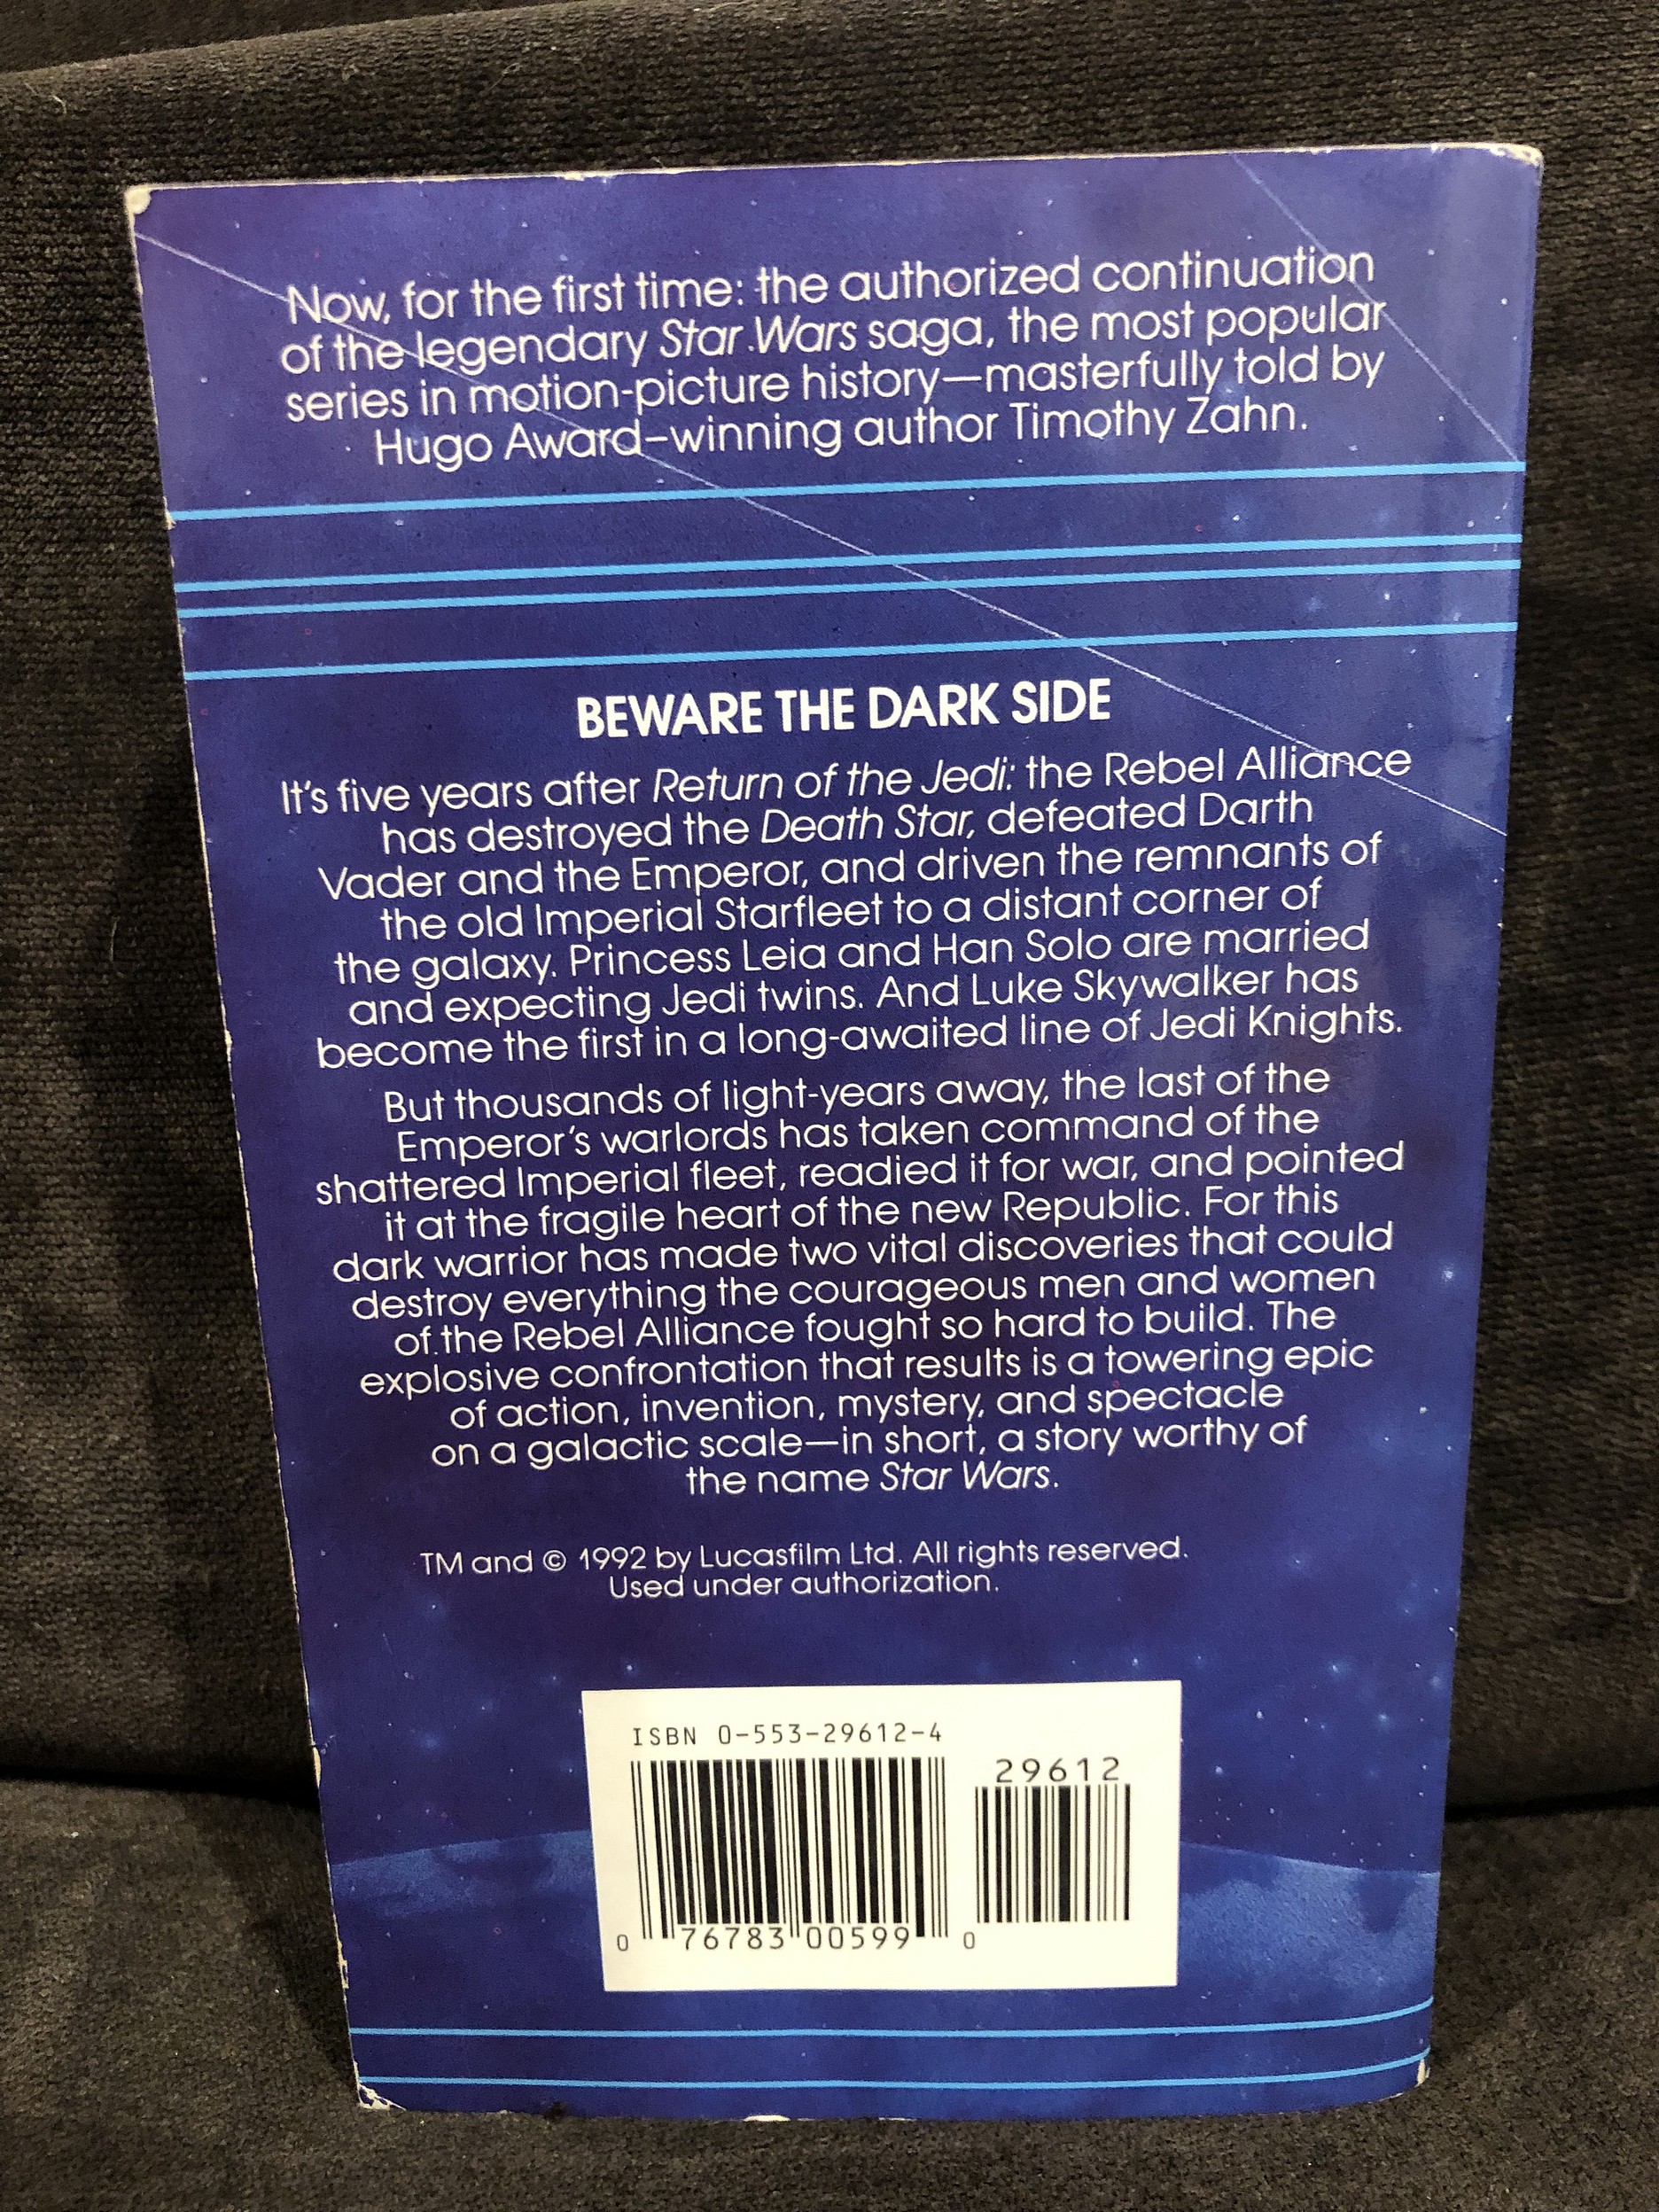 Now, for the first time: the authorized continuation
of the legendary Star Wars saga, the most popular
series in motion-picture history—masterfully told by
Hugo Award–winning author Timothy Zahn.
BEWARE THE DARK SIDE
It's five years after Return of the Jedi: the Rebel Alliance
has destroyed the Death Star, defeated Darth
Vader and the Emperor, and driven the remnants of
the old Imperial Starfleet to a distant corner of
the galaxy. Princess Leia and Han Solo are married
and expecting Jedi twins. And Luke Skywalker has
become the first in a long-awaited line of Jedi Knights.
But thousands of light-years away, the last of the
Emperor's warlords has taken command of the
shattered Imperial fleet, readied it for war, and pointed
it at the fragile heart of the new Republic. For this
dark warrior has made two vital discoveries that could
destroy everything the courageous men and women
of the Rebel Alliance fought so hard to build. The
explosive confrontation that results is a towering epic
of action, invention, mystery, and spectacle
on a galactic scale—in short, a story worthy of
the name Star Wars.
TM and © 1992 by Lucasfilm Ltd. All rights reserved.
Used under authorization.
ISBN 0-553-29612-4
29612
0 76783 00599 0